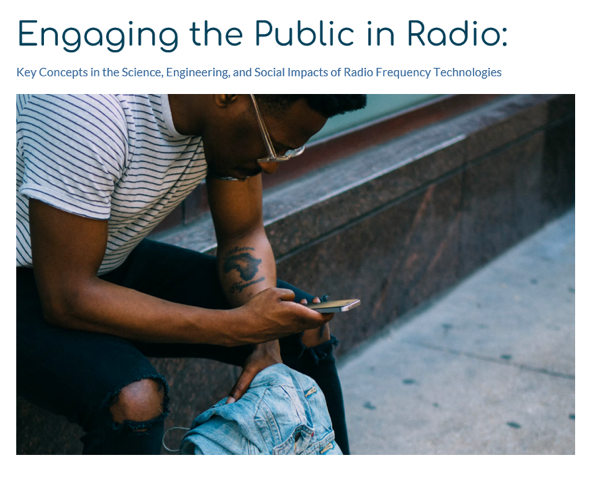 Engaging the Public in Radio:
Key Concepts in the Science, Engineering, and Social Impacts of Radio Frequency Technologies